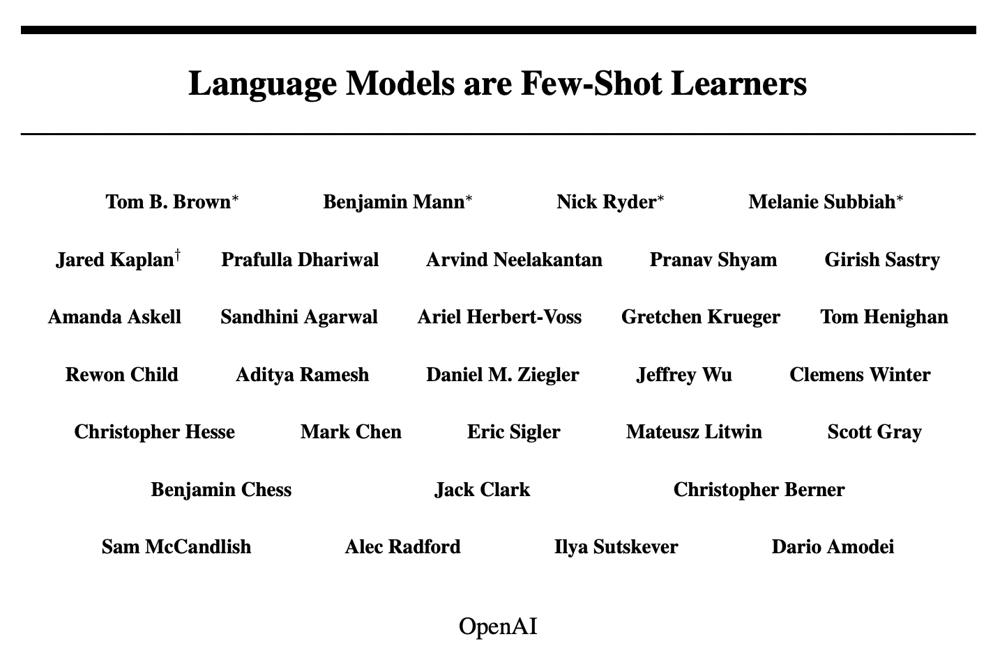 Language Models are Few-Shot Learners
Tom B. Brown* Benjamin Mann* Nick Ryder* Melanie Subbiah*
Jared Kaplan† Prafulla Dhariwal Arvind Neelakantan Pranav Shyam Girish Sastry
Amanda Askell Sandhini Agarwal Ariel Herbert-Voss Gretchen Krueger Tom Henighan
Rewon Child Aditya Ramesh Daniel M. Ziegler Jeffrey Wu Clemens Winter
Christopher Hesse Mark Chen Eric Sigler Mateusz Litwin Scott Gray
Benjamin Chess Jack Clark Christopher Berner
Sam McCandlish Alec Radford Ilya Sutskever Dario Amodei
OpenAI